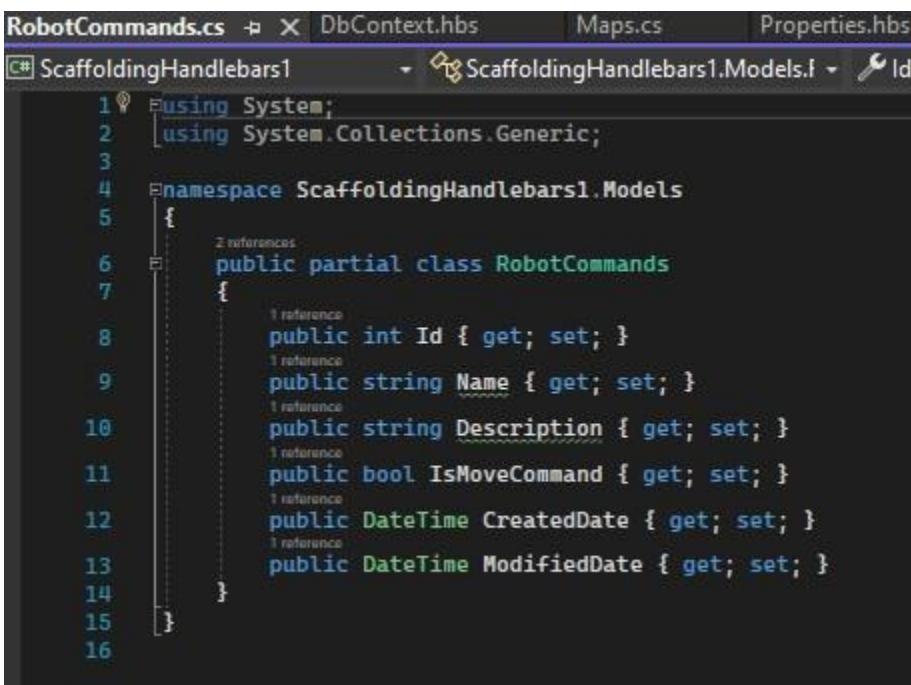 RobotCommands.cs DbContext.hbs Maps.cs Properties.hbs
C# ScaffoldingHandlebars1 ScaffoldingHandlebars1.Models.F Id
1 using System;
2 using System.Collections.Generic;
3
4 namespace ScaffoldingHandlebars1.Models
5 {
2 references
6 public partial class RobotCommands
7 {
1 reference
8 public int Id { get; set; }
1 reference
9 public string Name { get; set; }
1 reference
10 public string Description { get; set; }
1 reference
11 public bool IsMoveCommand { get; set; }
1 reference
12 public DateTime CreatedDate { get; set; }
1 reference
13 public DateTime ModifiedDate { get; set; }
14 }
15 }
16